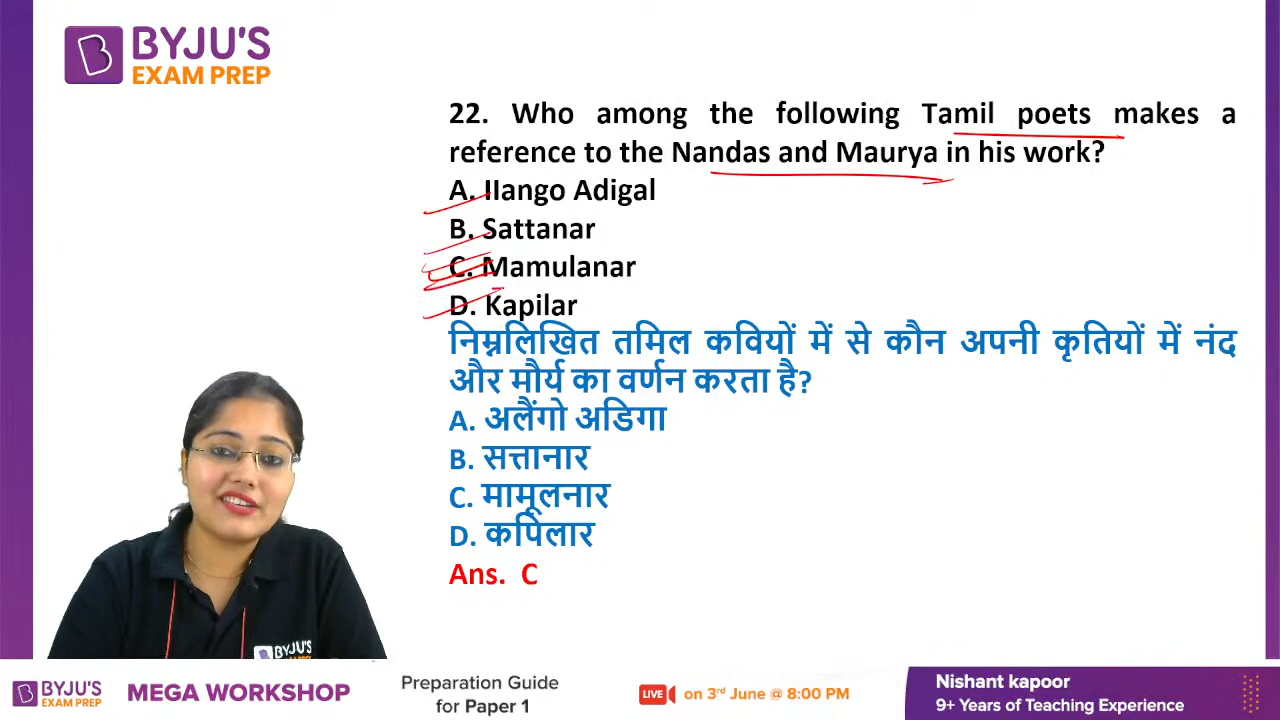 BYJU'S
EXAM PREP
22. Who among the following Tamil poets makes a
reference to the Nandas and Maurya in his work?
A. IIango Adigal
B. Sattanar
C. Mamulanar
D. Kapilar
निम्नलिखित तमिल कवियों में से कौन अपनी कृतियों में नंद
और मौर्य का वर्णन करता है?
A. अलैंगो अडिगा
B. सत्तानार
C. मामूलनार
D. कपिलार
Ans. C
BYJU'S
BYJU'S
EXAM PREP
MEGA WORKSHOP
Preparation Guide
for Paper 1
LIVE
on 3rd June @ 8:00 PM
Nishant kapoor
9+ Years of Teaching Experience